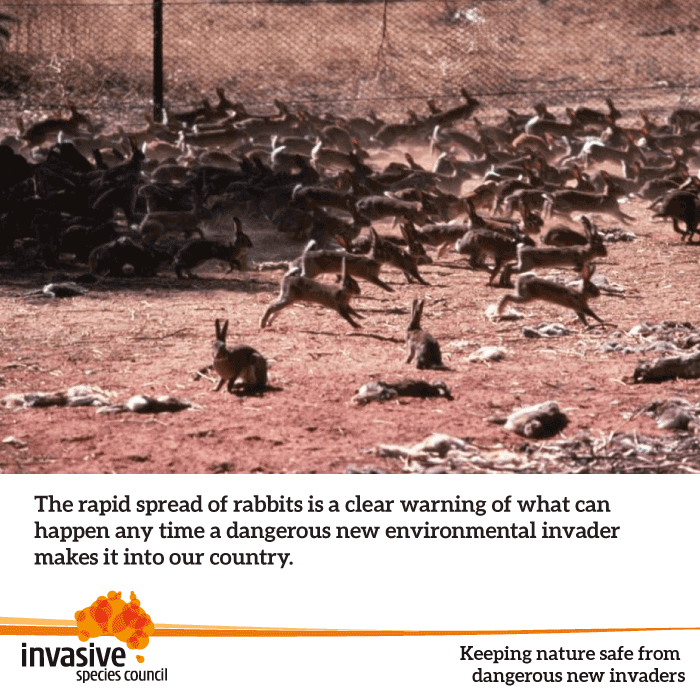 The rapid spread of rabbits is a clear warning of what can
happen any time a dangerous new environmental invader
makes it into our country.
invasive
species council
Keeping nature safe from
dangerous new invaders